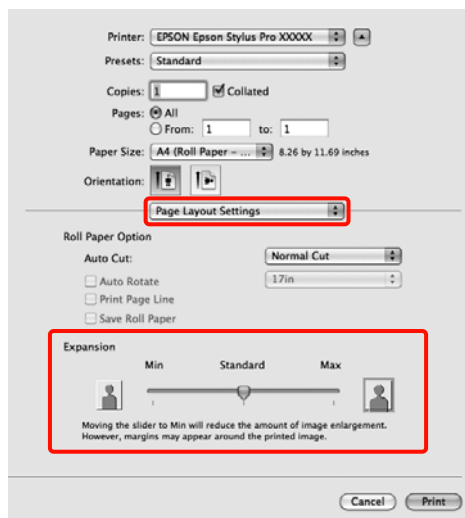 Printer: EPSON Epson Stylus Pro XXXXX
Presets: Standard
Copies: 1 Collated
Pages: All
From: 1 to: 1
Paper Size: A4 (Roll Paper – ... 8.26 by 11.69 inches
Orientation:
Page Layout Settings
Roll Paper Option
Auto Cut: Normal Cut
Auto Rotate 17in
Print Page Line
Save Roll Paper
Expansion
Min Standard Max
Moving the slider to Min will reduce the amount of image enlargement.
However, margins may appear around the printed image.
Cancel Print